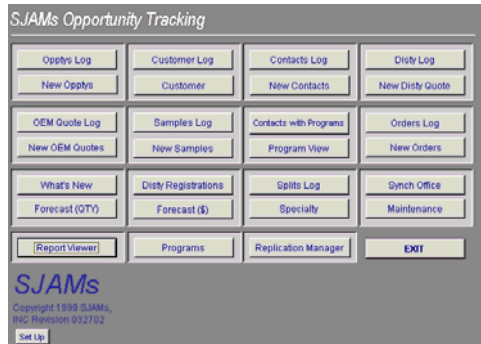 SJAMs Opportunity Tracking
Opptys Log
Customer Log
Contacts Log
Disty Log
New Opptys
Customer
New Contacts
New Disty Quote
OEM Quote Log
Samples Log
Contacts with Programs
Orders Log
New OEM Quotes
New Samples
Program View
New Orders
What's New
Disty Registrations
Splits Log
Synch Office
Forecast (QTY)
Forecast ($)
Specialty
Maintenance
Report Viewer
Programs
Replication Manager
EXIT
SJAMs
Copyright 1999 SJAMs,
INC Revision 032702
Set Up